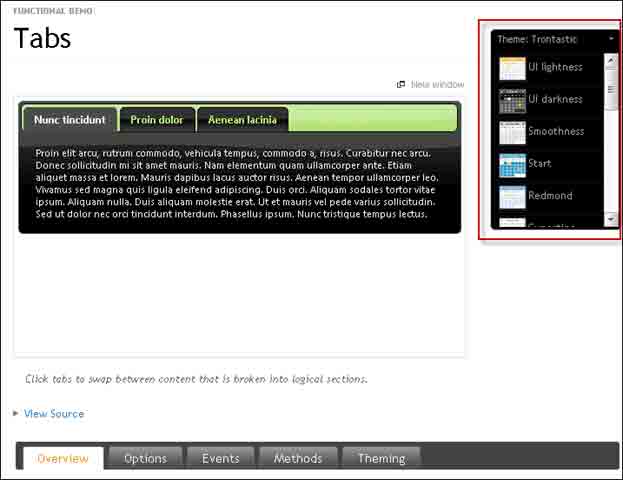 FUNCTIONAL DEMO:
Tabs
Theme: Trontastic
UI lightness
UI darkness
Smoothness
Start
Redmond
Cupertino
New window
Nunc tincidunt
Proin dolor
Aenean lacinia
Proin elit arcu, rutrum commodo, vehicula tempus, commodo a, risus. Curabitur nec arcu.
Donec sollicitudin mi sit amet mauris. Nam elementum quam ullamcorper ante. Etiam
aliquet massa et lorem. Mauris dapibus lacus auctor risus. Aenean tempor ullamcorper leo.
Vivamus sed magna quis ligula eleifend adipiscing. Duis orci. Aliquam sodales tortor vitae
ipsum. Aliquam nulla. Duis aliquam molestie erat. Ut et mauris vel pede varius sollicitudin.
Sed ut dolor nec orci tincidunt interdum. Phasellus ipsum. Nunc tristique tempus lectus.
Click tabs to swap between content that is broken into logical sections.
View Source
Overview
Options
Events
Methods
Theming